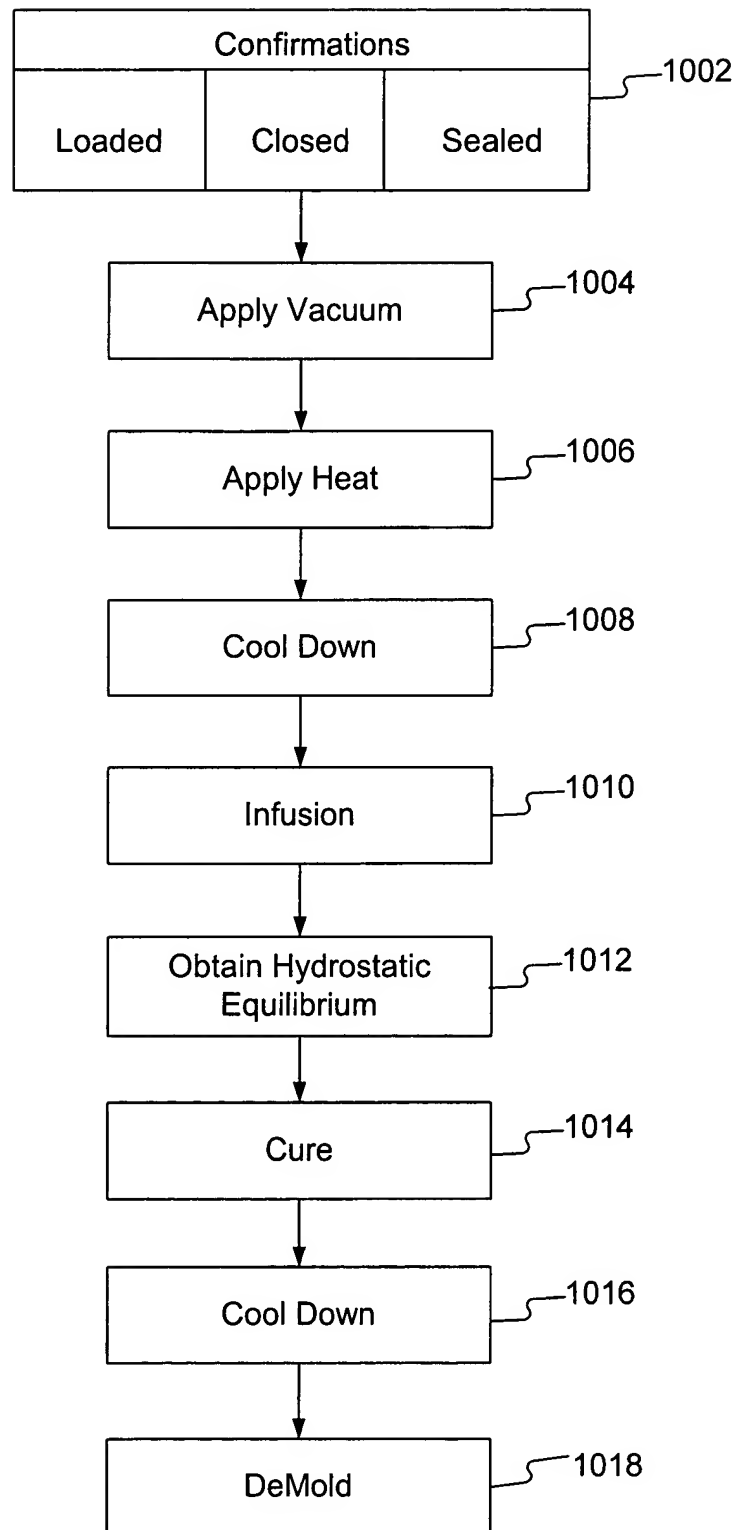 Confirmations
1002
Loaded Closed Sealed
1004
Apply Vacuum
1006
Apply Heat
1008
Cool Down
1010
Infusion
Obtain Hydrostatic
Equilibrium
1012
1014
Cure
1016
Cool Down
1018
DeMold